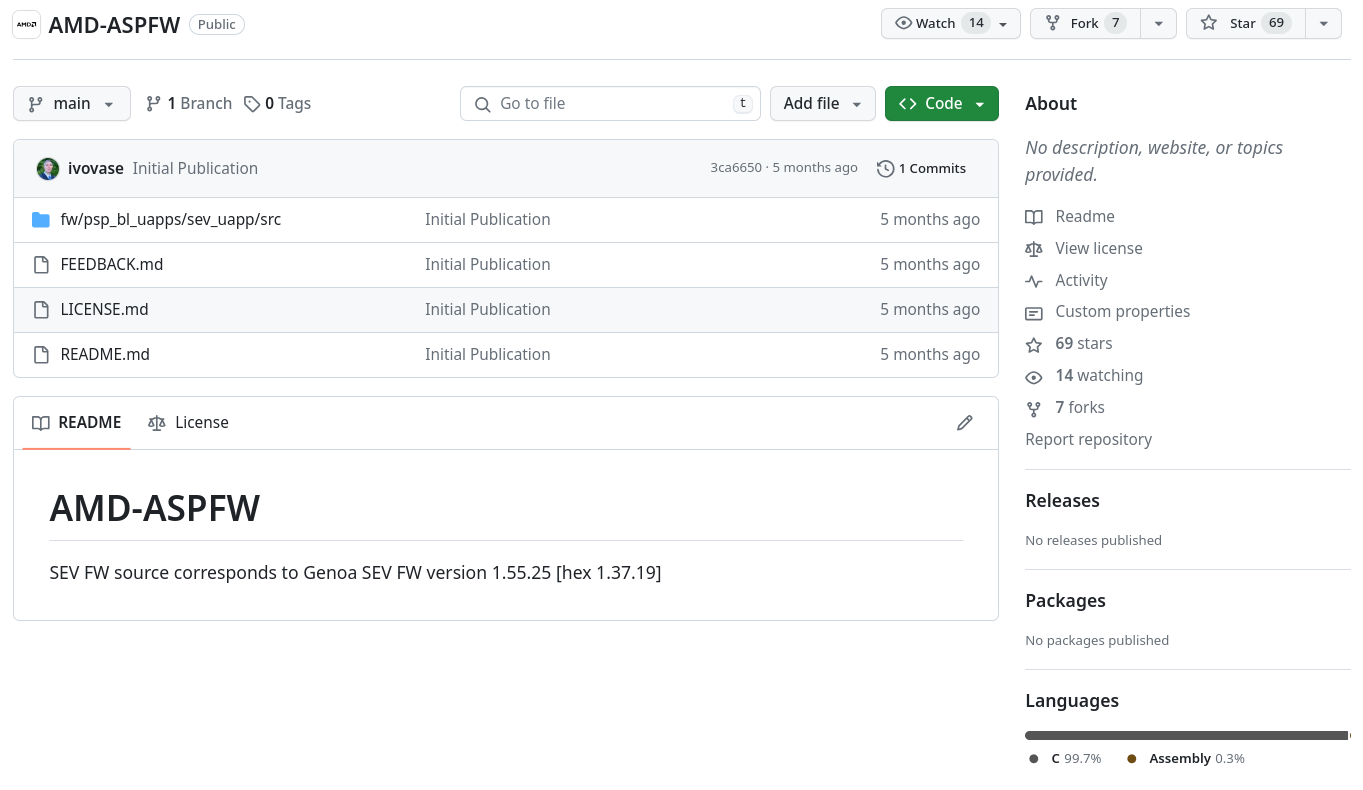 AMD
AMD-ASPFW Public Watch 14 Fork 7 Star 69
main 1 Branch 0 Tags Go to file t Add file Code
ivovase Initial Publication 3ca6650 · 5 months ago 1 Commits
fw/psp_bl_uapps/sev_uapp/src Initial Publication 5 months ago
FEEDBACK.md Initial Publication 5 months ago
LICENSE.md Initial Publication 5 months ago
README.md Initial Publication 5 months ago
README License
AMD-ASPFW
SEV FW source corresponds to Genoa SEV FW version 1.55.25 [hex 1.37.19]
About
No description, website, or topics
provided.
Readme
View license
Activity
Custom properties
69 stars
14 watching
7 forks
Report repository
Releases
No releases published
Packages
No packages published
Languages
C 99.7% Assembly 0.3%